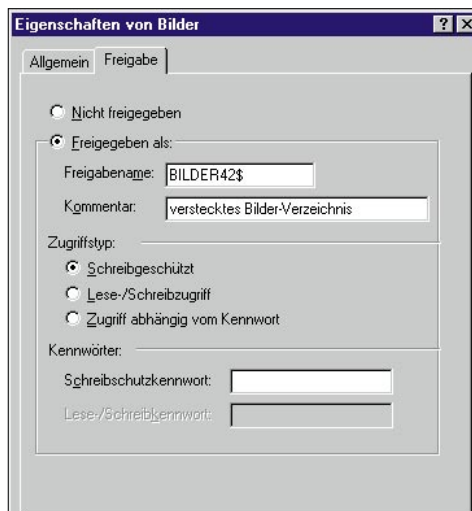 Eigenschaften von Bilder
Allgemein Freigabe
Nicht freigegeben
Freigegeben als:
Freigabename: BILDER42$
Kommentar: verstecktes Bilder-Verzeichnis
Zugriffstyp:
Schreibgeschützt
Lese-/Schreibzugriff
Zugriff abhängig vom Kennwort
Kennwörter:
Schreibschutzkennwort:
Lese-/Schreibkennwort: